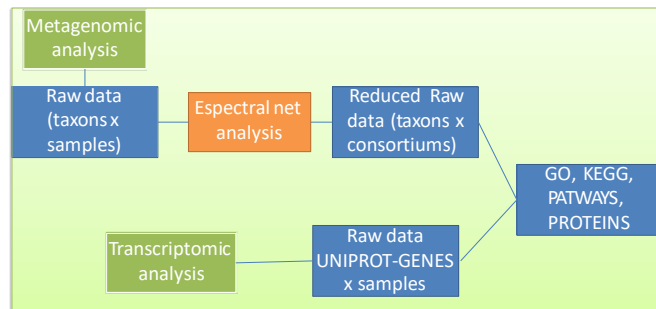 Metagenomic
analysis
Raw data
(taxons x
samples)
Espectral net
analysis
Reduced Raw
data (taxons x
consortiums)
GO, KEGG,
PATWAYS,
PROTEINS
Transcriptomic
analysis
Raw data
UNIPROT-GENES
x samples